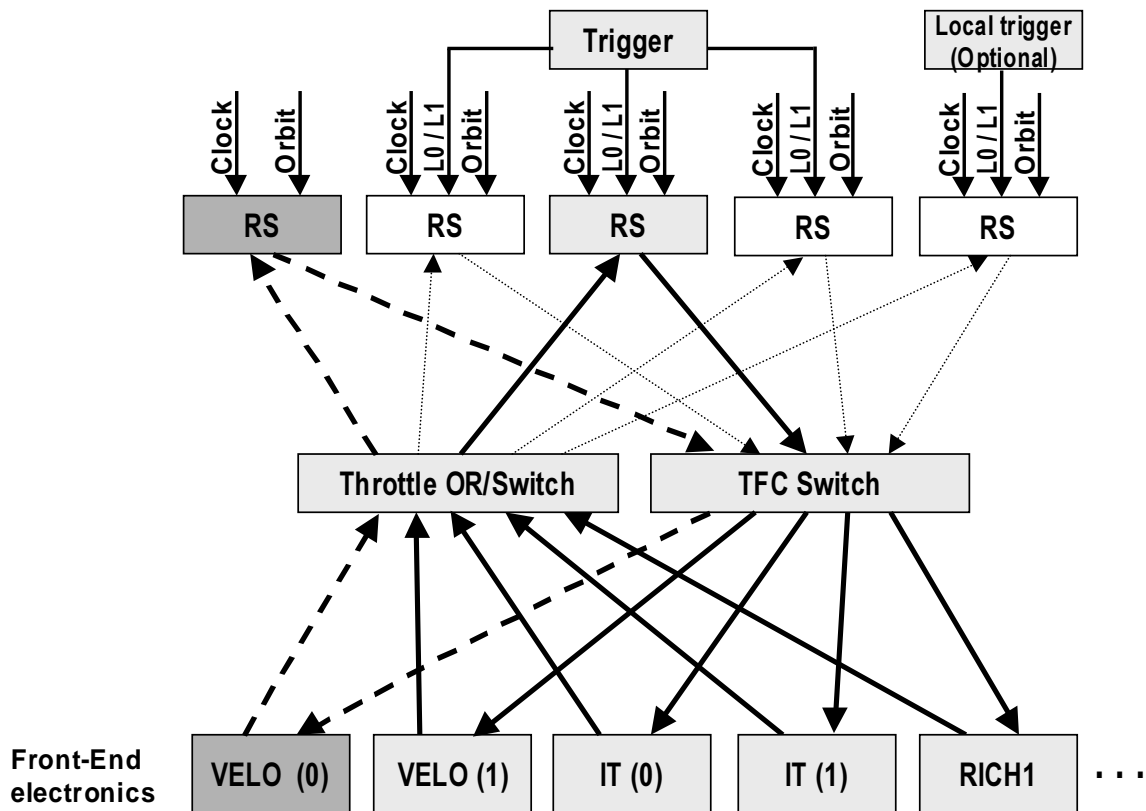 Trigger
Local trigger
(Optional)
Clock
Orbit
Clock
L0 / L1
Orbit
Clock
L0 / L1
Orbit
Clock
L0 / L1
Orbit
Clock
L0 / L1
Orbit
RS
RS
RS
RS
RS
Throttle OR/Switch
TFC Switch
Front-End
electronics
VELO (0)
VELO (1)
IT (0)
IT (1)
RICH1
. . .